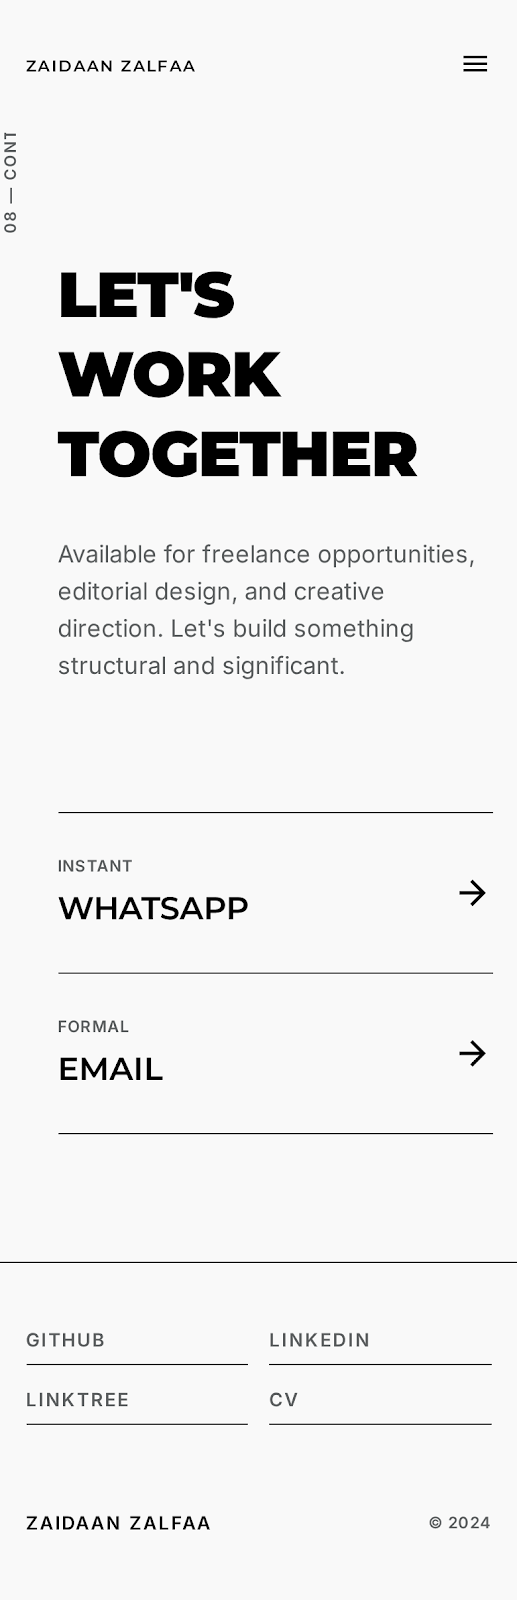 ZAIDAAN ZALFAA
08 — CONT
LET'S
WORK
TOGETHER
Available for freelance opportunities,
editorial design, and creative
direction. Let's build something
structural and significant.
INSTANT
WHATSAPP
FORMAL
EMAIL
GITHUB
LINKEDIN
LINKTREE
CV
ZAIDAAN ZALFAA
© 2024